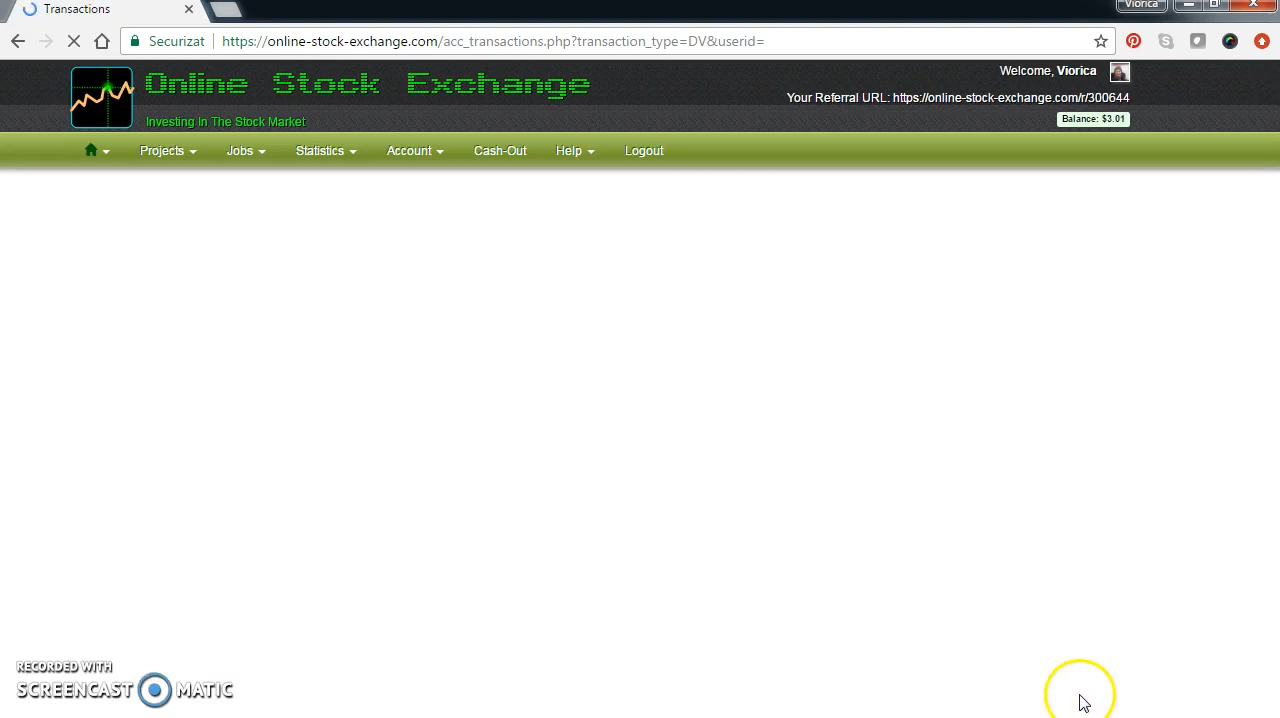 Transactions
Viorica
Securizat
https://online-stock-exchange.com/acc_transactions.php?transaction_type=DV&userid=
Online Stock Exchange
Investing In The Stock Market
Welcome, Viorica
Your Referral URL: https://online-stock-exchange.com/r/300644
Balance: $3.01
Projects Jobs Statistics Account Cash-Out Help Logout
RECORDED WITH
SCREENCAST MATIC